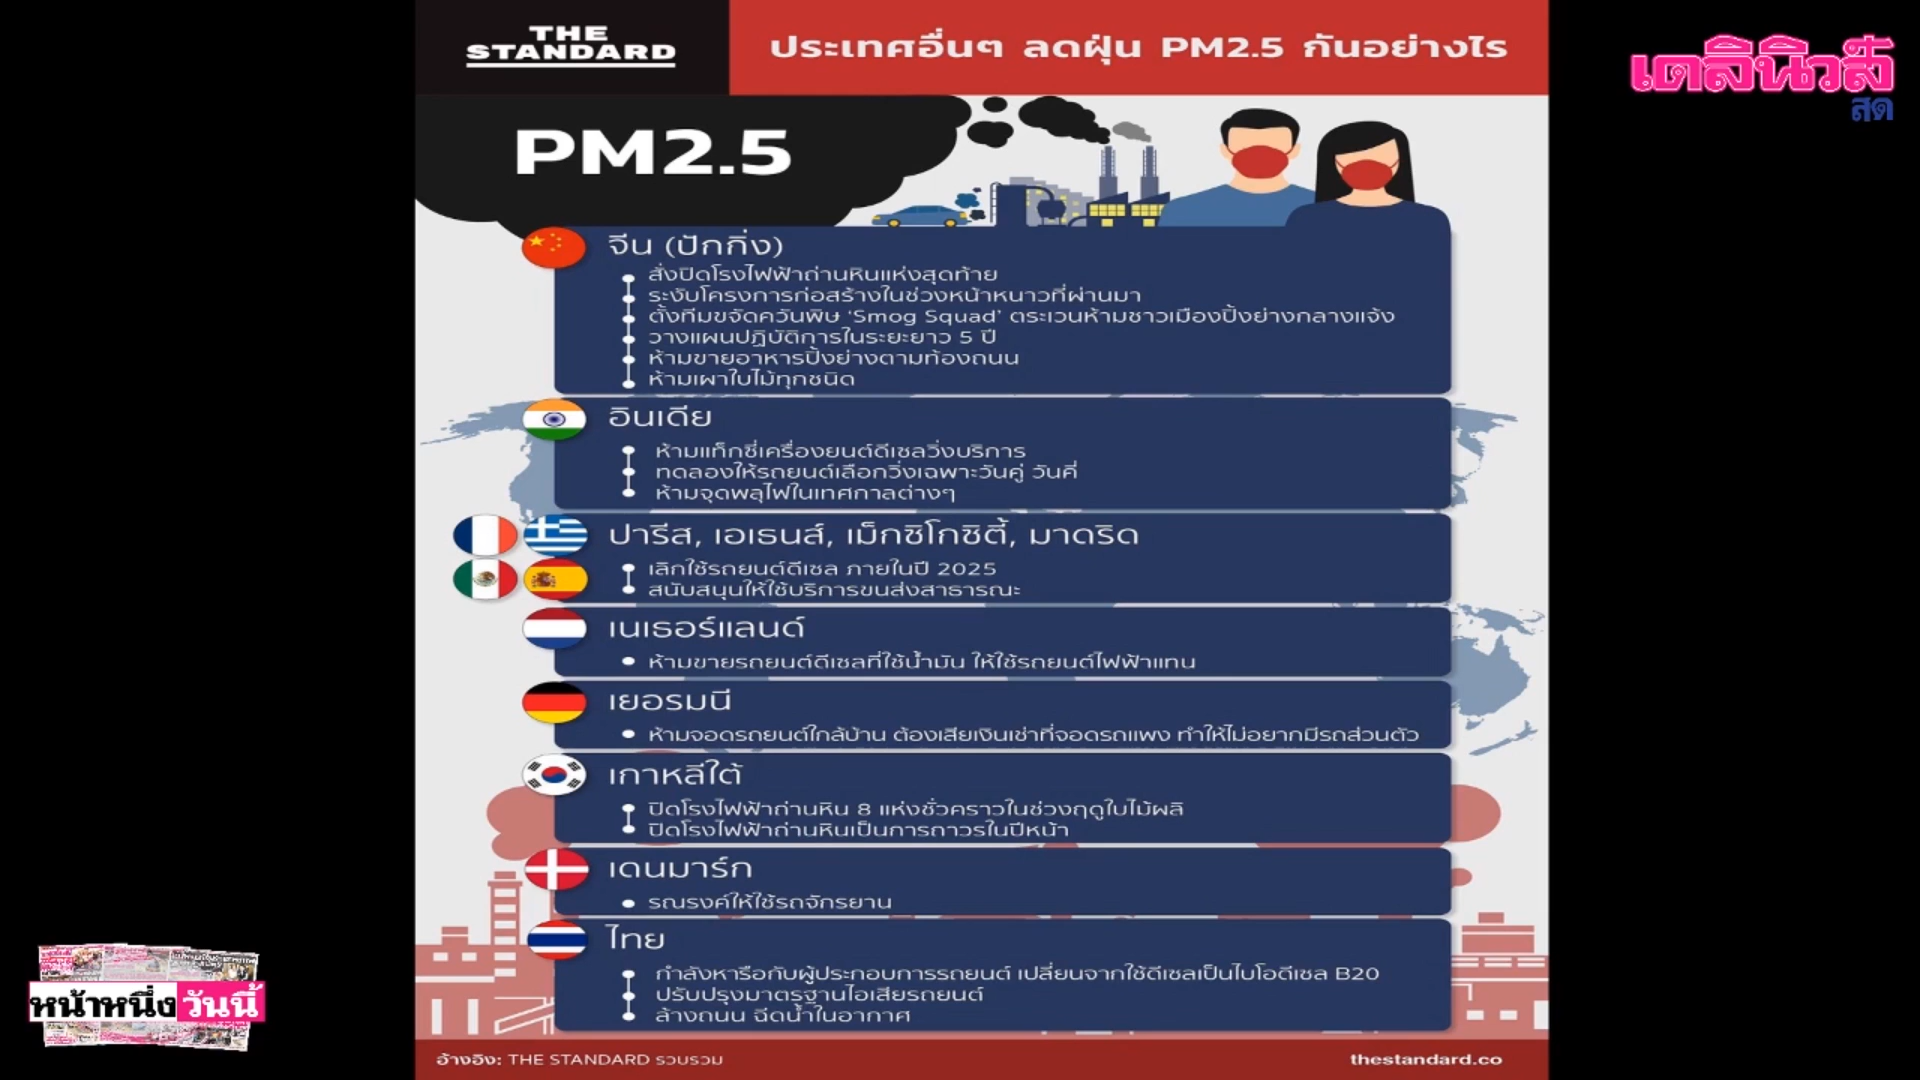 THE
STANDARD
ประเทศอื่นๆ ลดฝุ่น PM2.5 กันอย่างไร
เดลินิวส์
สด
PM2.5
จีน (ปักกิ่ง)
สั่งปิดโรงไฟฟ้าถ่านหินแห่งสุดท้าย
ระงับโครงการก่อสร้างในช่วงหน้าหนาวที่ผ่านมา
ตั้งทีมขจัดควันพิษ ‘Smog Squad’ ตระเวนห้ามชาวเมืองปิ้งย่างกลางแจ้ง
วางแผนปฏิบัติการในระยะยาว 5 ปี
ห้ามขายอาหารปิ้งย่างตามท้องถนน
ห้ามเผาใบไม้ทุกชนิด
อินเดีย
ห้ามแท็กซี่เครื่องยนต์ดีเซลวิ่งบริการ
ทดลองให้รถยนต์เลือกวิ่งเฉพาะวันคู่ วันคี่
ห้ามจุดพลุไฟในเทศกาลต่างๆ
ปารีส, เอเธนส์, เม็กซิโกซิตี้, มาดริด
เลิกใช้รถยนต์ดีเซล ภายในปี 2025
สนับสนุนให้ใช้บริการขนส่งสาธารณะ
เนเธอร์แลนด์
ห้ามขายรถยนต์ดีเซลที่ใช้น้ำมัน ให้ใช้รถยนต์ไฟฟ้าแทน
เยอรมนี
ห้ามจอดรถยนต์ใกล้บ้าน ต้องเสียเงินเช่าที่จอดรถแพง ทำให้ไม่อยากมีรถส่วนตัว
เกาหลีใต้
ปิดโรงไฟฟ้าถ่านหิน 8 แห่งชั่วคราวในช่วงฤดูใบไม้ผลิ
ปิดโรงไฟฟ้าถ่านหินเป็นการถาวรในปีหน้า
เดนมาร์ก
รณรงค์ให้ใช้รถจักรยาน
ไทย
กำลังหารือกับผู้ประกอบการรถยนต์ เปลี่ยนจากใช้ดีเซลเป็นไบโอดีเซล B20
ปรับปรุงมาตรฐานไอเสียรถยนต์
ล้างถนน ฉีดน้ำในอากาศ
หน้าหนึ่ง วันนี้
อ้างอิง: THE STANDARD รวบรวม
thestandard.co